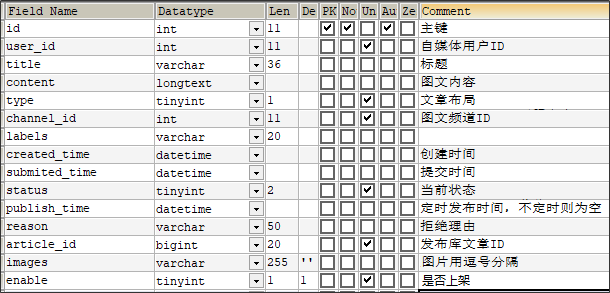 Field Name Datatype Len De PK No Un Au Ze Comment
id int 11 主键
user_id int 11 自媒体用户ID
title varchar 36 标题
content longtext 图文内容
type tinyint 1 文章布局
channel_id int 11 图文频道ID
labels varchar 20
created_time datetime 创建时间
submited_time datetime 提交时间
status tinyint 2 当前状态
publish_time datetime 定时发布时间，不定时则为空
reason varchar 50 拒绝理由
article_id bigint 20 发布库文章ID
images varchar 255 '' 图片用逗号分隔
enable tinyint 1 1 是否上架